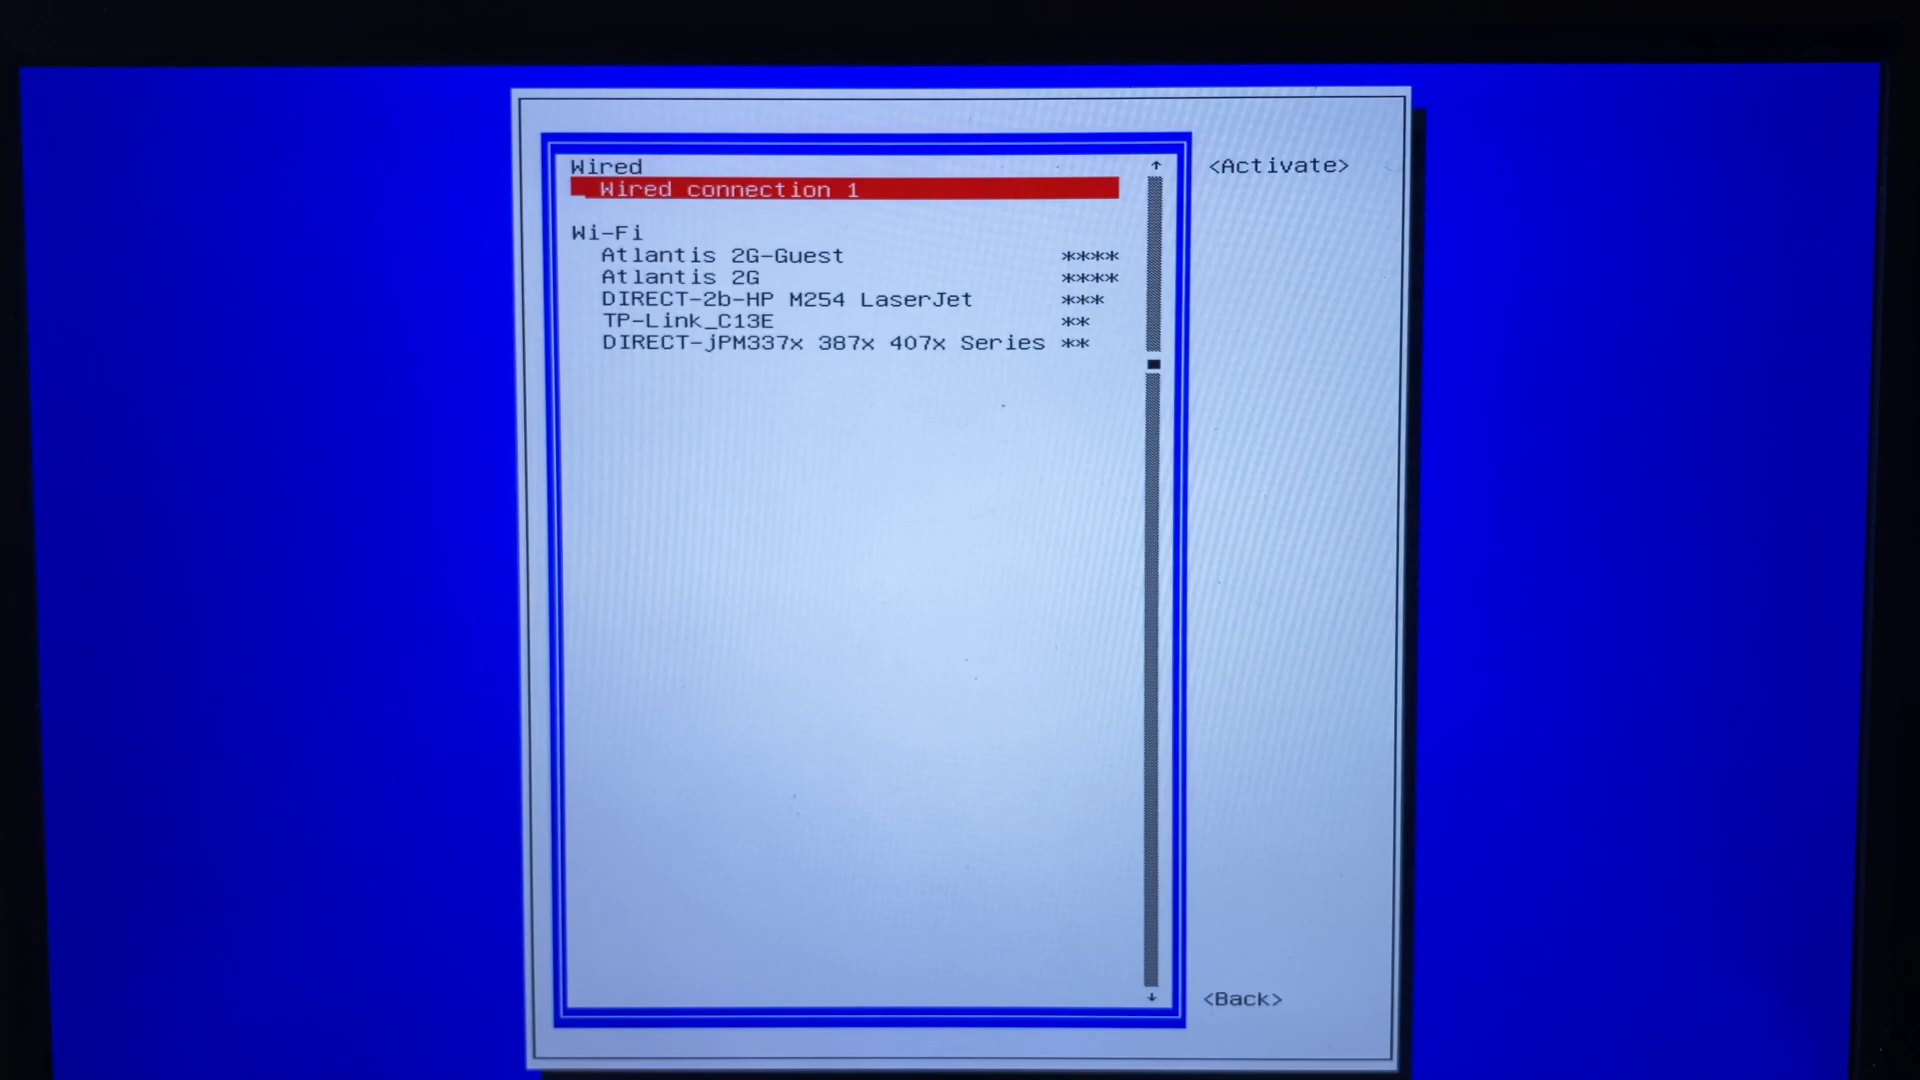 Wired
Wired connection 1
Wi-Fi
Atlantis 2G-Guest ****
Atlantis 2G ****
DIRECT-2b-HP M254 LaserJet ***
TP-Link_C13E **
DIRECT-jPM337x 387x 407x Series **
<Activate>
<Back>